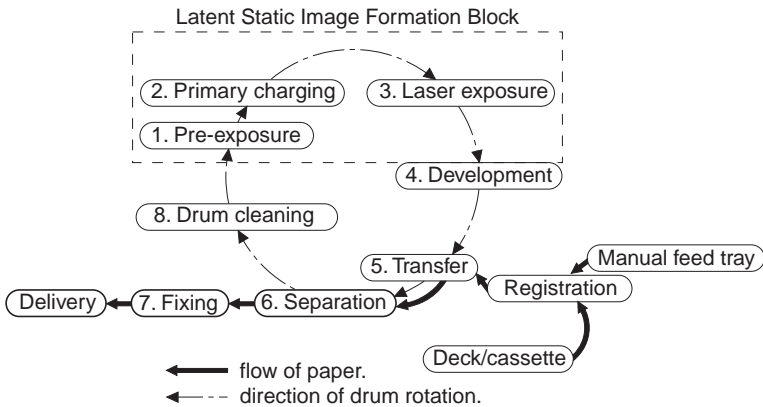 Latent Static Image Formation Block
2. Primary charging
3. Laser exposure
1. Pre-exposure
4. Development
8. Drum cleaning
5. Transfer
Manual feed tray
Registration
Delivery
7. Fixing
6. Separation
Deck/cassette
flow of paper.
direction of drum rotation.